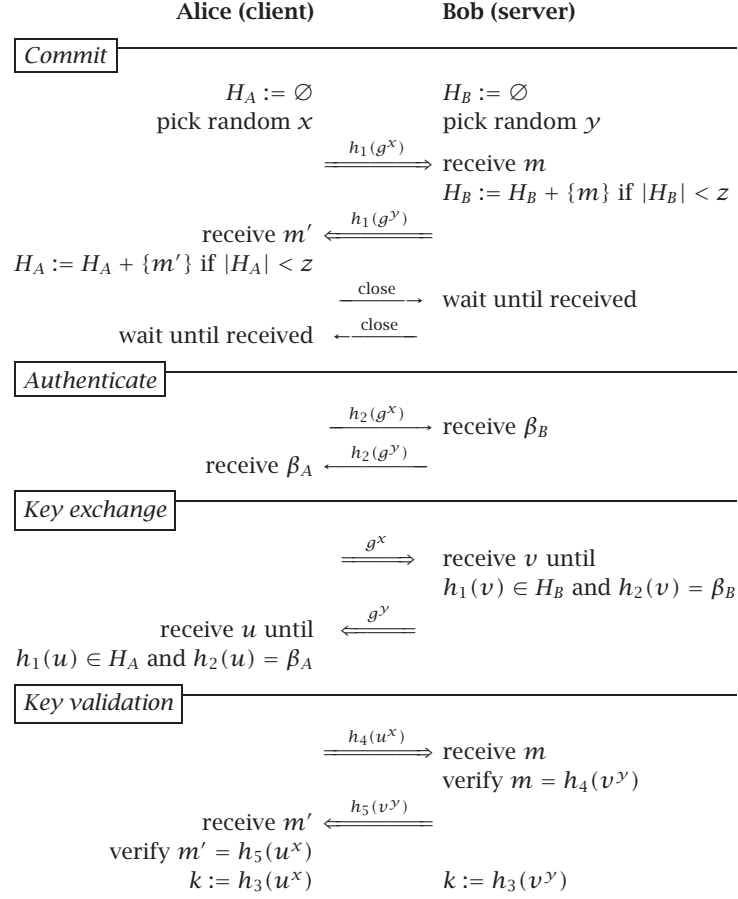 Alice (client) Bob (server)
Commit
H_A := ∅ H_B := ∅
pick random x pick random y
h_1(g^x)
⟹ receive m
H_B := H_B + {m} if |H_B| < z
h_1(g^y)
receive m′ ⟸
H_A := H_A + {m′} if |H_A| < z
close
⟶ wait until received
close
wait until received ⟵
Authenticate
h_2(g^x)
⟶ receive β_B
h_2(g^y)
receive β_A ⟵
Key exchange
g^x
⟹ receive v until
h_1(v) ∈ H_B and h_2(v) = β_B
g^y
receive u until ⟸
h_1(u) ∈ H_A and h_2(u) = β_A
Key validation
h_4(u^x)
⟹ receive m
verify m = h_4(v^y)
h_5(v^y)
receive m′ ⟸
verify m′ = h_5(u^x)
k := h_3(u^x) k := h_3(v^y)